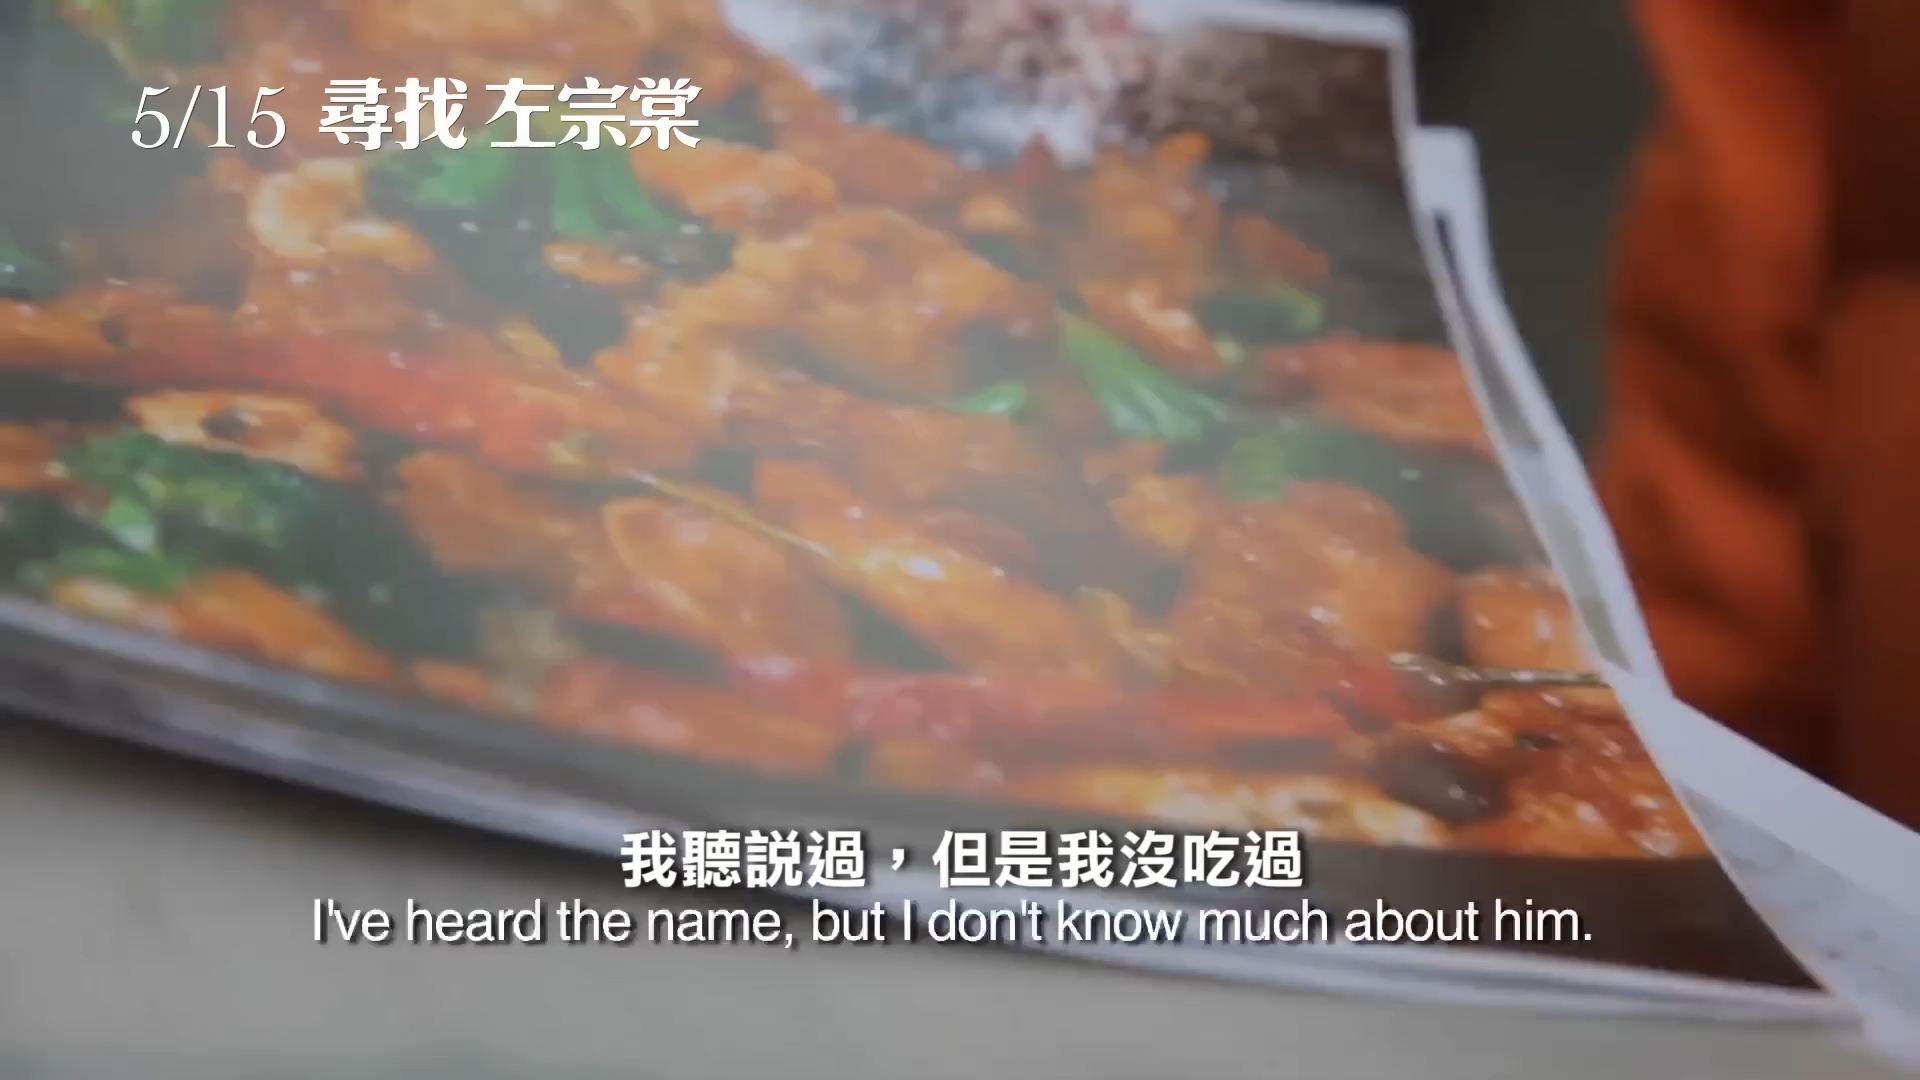 5/15 尋找 左宗棠
我聽説過，但是我沒吃過
I've heard the name, but I don't know much about him.